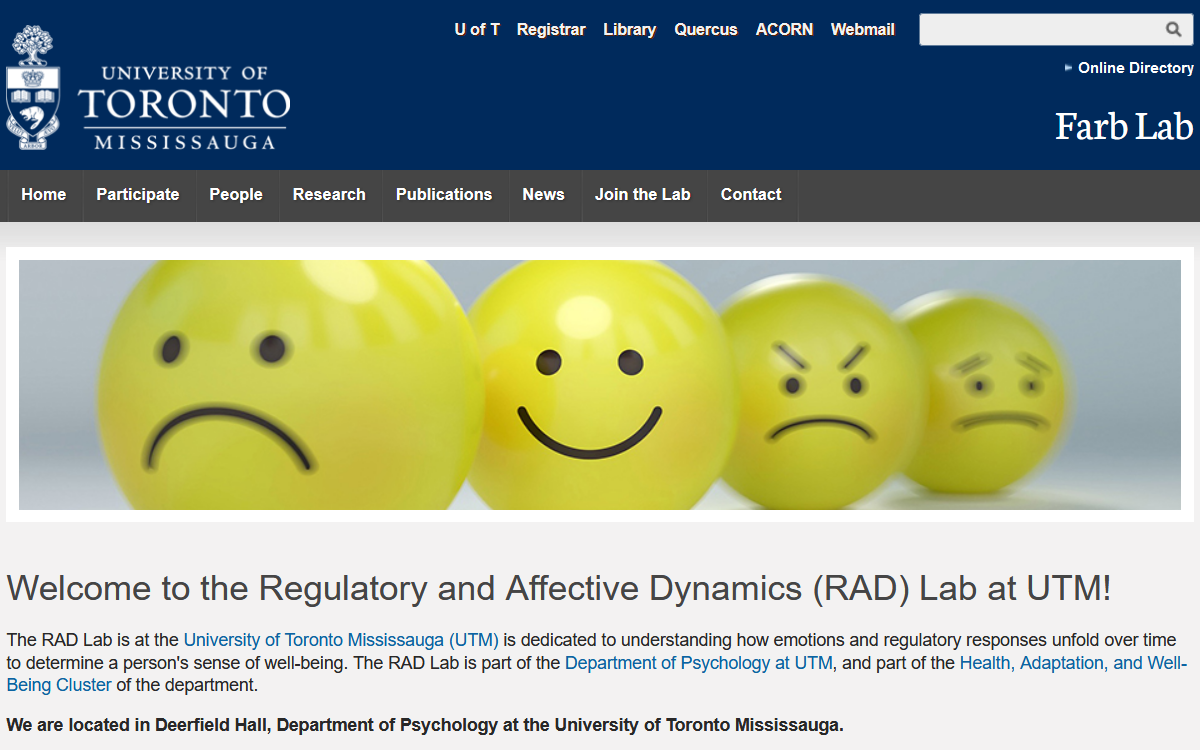 U of T Registrar Library Quercus ACORN Webmail
Online Directory
UNIVERSITY OF
TORONTO
MISSISSAUGA
Farb Lab
Home Participate People Research Publications News Join the Lab Contact
Welcome to the Regulatory and Affective Dynamics (RAD) Lab at UTM!
The RAD Lab is at the University of Toronto Mississauga (UTM) is dedicated to understanding how emotions and regulatory responses unfold over time
to determine a person's sense of well-being. The RAD Lab is part of the Department of Psychology at UTM, and part of the Health, Adaptation, and Well-
Being Cluster of the department.
We are located in Deerfield Hall, Department of Psychology at the University of Toronto Mississauga.